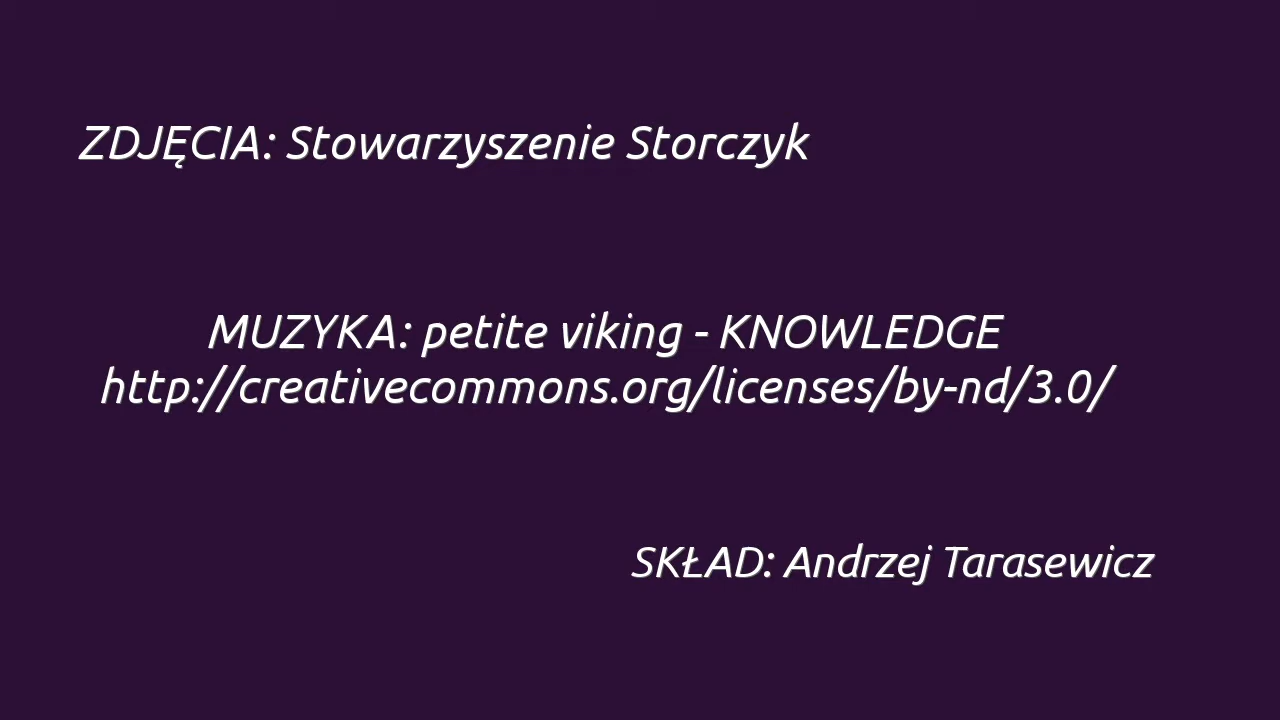 ZDJĘCIA: Stowarzyszenie Storczyk
MUZYKA: petite viking - KNOWLEDGE
http://creativecommons.org/licenses/by-nd/3.0/
SKŁAD: Andrzej Tarasewicz